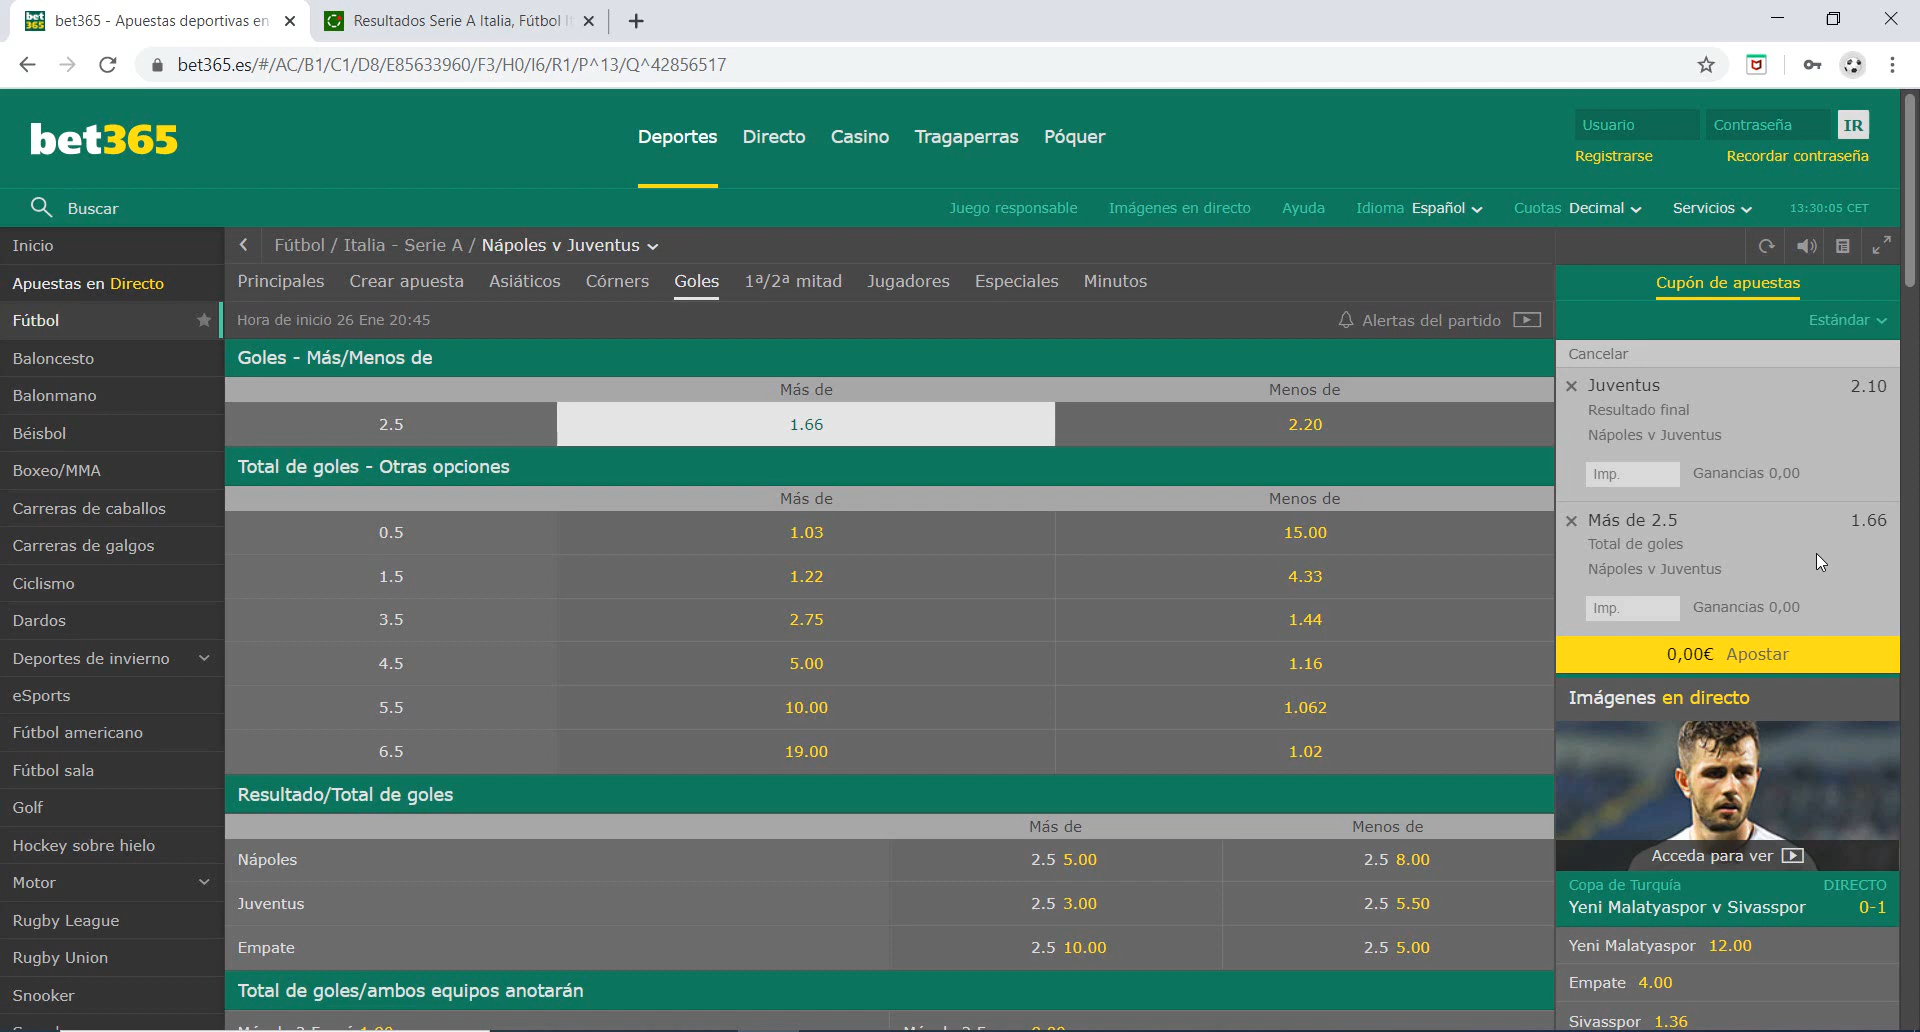 bet365 - Apuestas deportivas en
Resultados Serie A Italia, Fútbol
bet365.es/#/AC/B1/C1/D8/E85633960/F3/H0/I6/R1/P^13/Q^42856517
bet365
Deportes Directo Casino Tragaperras Póquer
Usuario Contraseña IR
Registrarse Recordar contraseña
Buscar
Juego responsable Imágenes en directo Ayuda Idioma Español Cuotas Decimal Servicios 13:30:05 CET
Inicio
Apuestas en Directo
Fútbol
Baloncesto
Balonmano
Béisbol
Boxeo/MMA
Carreras de caballos
Carreras de galgos
Ciclismo
Dardos
Deportes de invierno
eSports
Fútbol americano
Fútbol sala
Golf
Hockey sobre hielo
Motor
Rugby League
Rugby Union
Snooker
Fútbol / Italia - Serie A / Nápoles v Juventus
Principales Crear apuesta Asiáticos Córners Goles 1ª/2ª mitad Jugadores Especiales Minutos
Hora de inicio 26 Ene 20:45 Alertas del partido
Goles - Más/Menos de
Más de Menos de
2.5 1.66 2.20
Total de goles - Otras opciones
Más de Menos de
0.5 1.03 15.00
1.5 1.22 4.33
3.5 2.75 1.44
4.5 5.00 1.16
5.5 10.00 1.062
6.5 19.00 1.02
Resultado/Total de goles
Más de Menos de
Nápoles 2.5 5.00 2.5 8.00
Juventus 2.5 3.00 2.5 5.50
Empate 2.5 10.00 2.5 5.00
Total de goles/ambos equipos anotarán
Cupón de apuestas
Estándar
Cancelar
Juventus 2.10
Resultado final
Nápoles v Juventus
Imp. Ganancias 0,00
Más de 2.5 1.66
Total de goles
Nápoles v Juventus
Imp. Ganancias 0,00
0,00€ Apostar
Imágenes en directo
Acceda para ver
Copa de Turquía DIRECTO
Yeni Malatyaspor v Sivasspor 0-1
Yeni Malatyaspor 12.00
Empate 4.00
Sivasspor 1.36